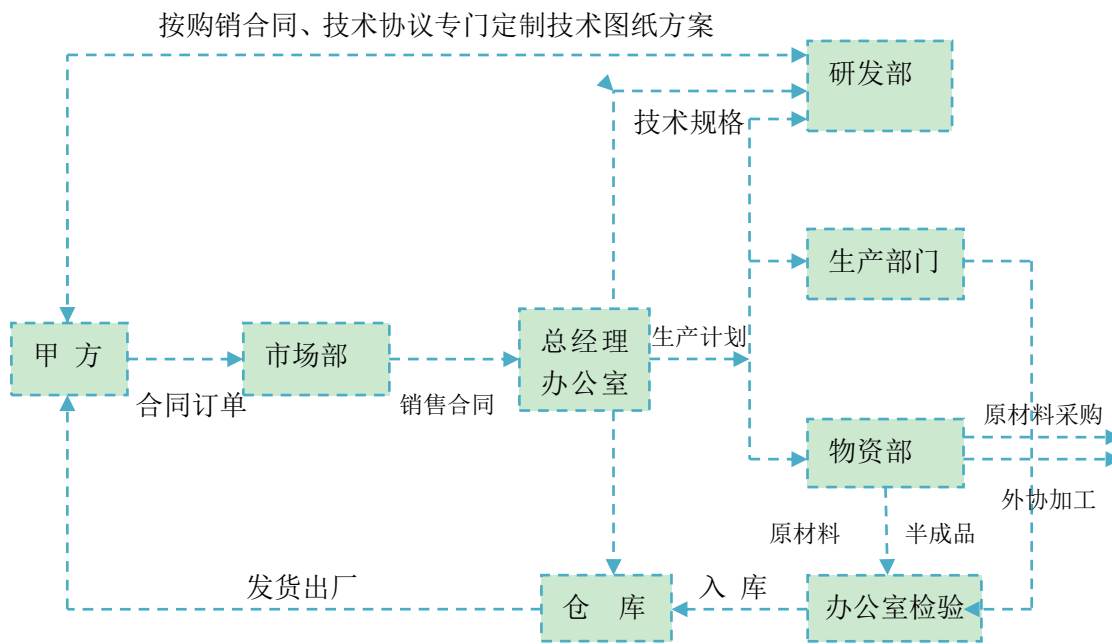 按购销合同、技术协议专门定制技术图纸方案
研发部
技术规格
生产部门
甲 方
市场部
总经理
办公室
生产计划
合同订单
销售合同
原材料采购
物资部
外协加工
原材料
半成品
发货出厂
仓 库
入 库
办公室检验